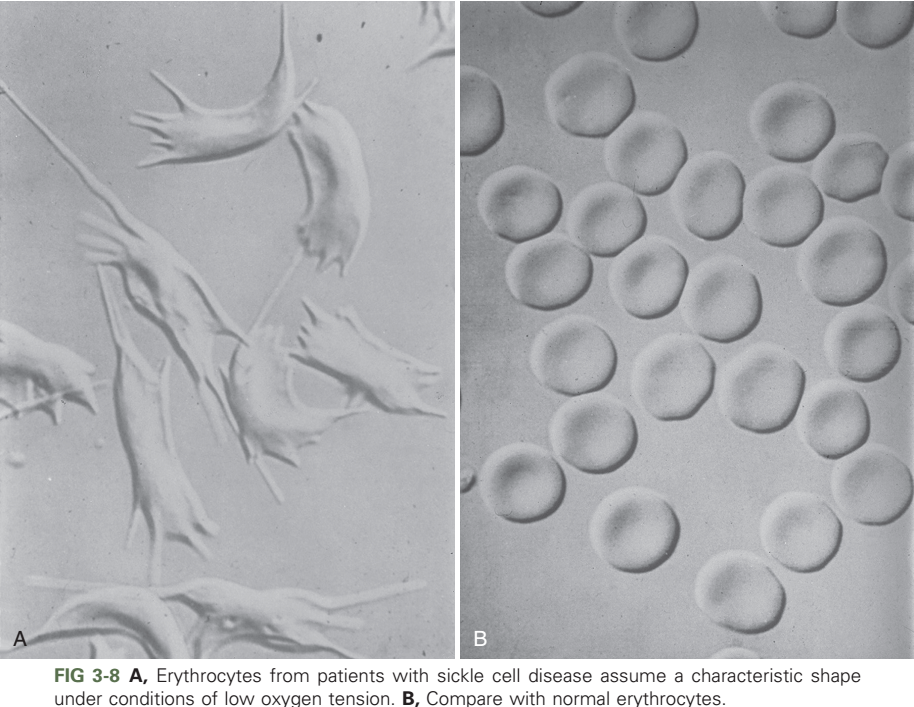 A
B
FIG 3-8 A, Erythrocytes from patients with sickle cell disease assume a characteristic shape
under conditions of low oxygen tension. B, Compare with normal erythrocytes.